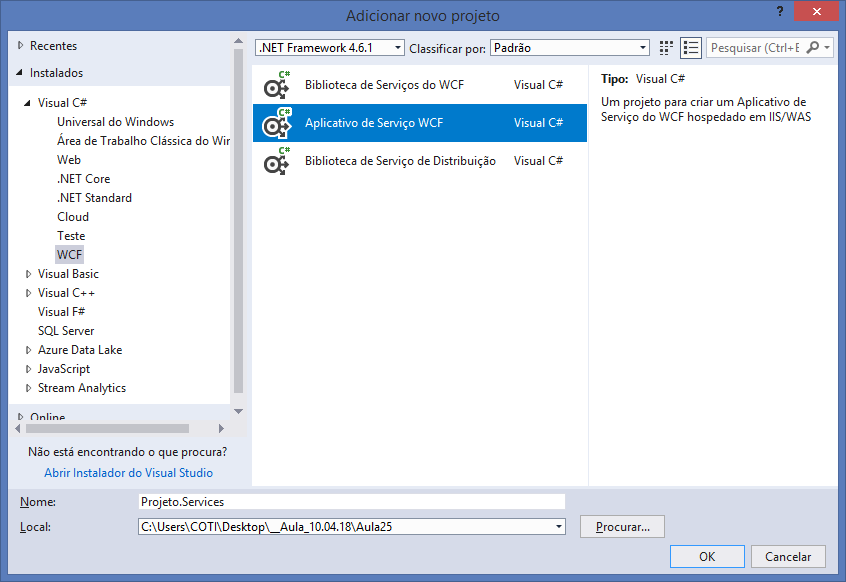 Adicionar novo projeto
?
Recentes
Instalados
Visual C#
Universal do Windows
Área de Trabalho Clássica do Wir
Web
.NET Core
.NET Standard
Cloud
Teste
WCF
Visual Basic
Visual C++
Visual F#
SQL Server
Azure Data Lake
JavaScript
Stream Analytics
Online
Não está encontrando o que procura?
Abrir Instalador do Visual Studio
.NET Framework 4.6.1 Classificar por: Padrão
C# Biblioteca de Serviços do WCF Visual C#
C# Aplicativo de Serviço WCF Visual C#
C# Biblioteca de Serviço de Distribuição Visual C#
Pesquisar (Ctrl+E
Tipo: Visual C#
Um projeto para criar um Aplicativo de
Serviço do WCF hospedado em IIS/WAS
Nome: Projeto.Services
Local: C:\Users\COTI\Desktop\__Aula_10.04.18\Aula25 Procurar...
OK Cancelar